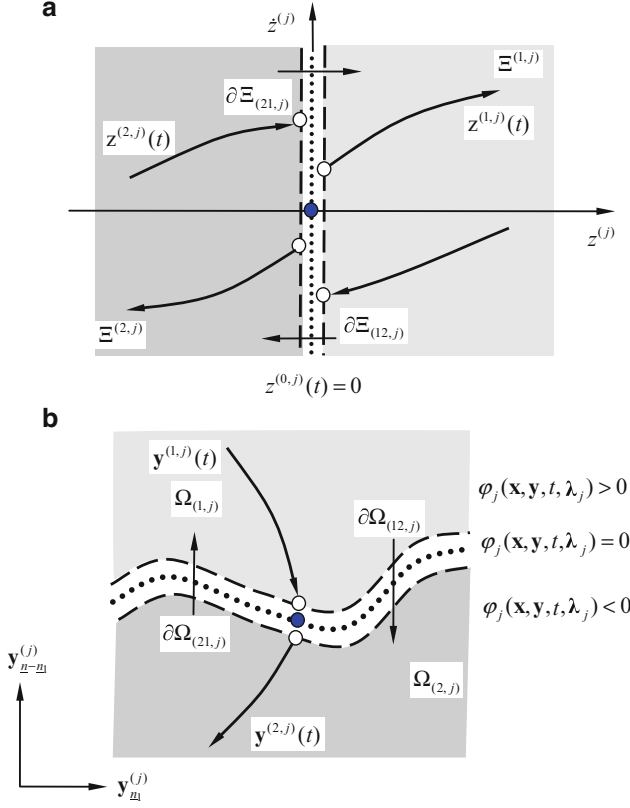 a
ż^{(j)}
Ξ^{(1,j)}
∂Ξ_{(21,j)}
z^{(2,j)}(t)
z^{(1,j)}(t)
z^{(j)}
Ξ^{(2,j)}
∂Ξ_{(12,j)}
z^{(0,j)}(t) = 0
b
y^{(1,j)}(t)
Ω_{(1,j)}
∂Ω_{(12,j)}
φ_j(x, y, t, λ_j) > 0
φ_j(x, y, t, λ_j) = 0
φ_j(x, y, t, λ_j) < 0
∂Ω_{(21,j)}
y^{(j)}_{n−n_1}
Ω_{(2,j)}
y^{(2,j)}(t)
y^{(j)}_{n_1}